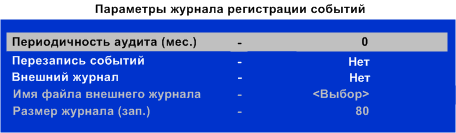 Параметры журнала регистрации событий
Периодичность аудита (мес.) - 0
Перезапись событий - Нет
Внешний журнал - Нет
Имя файла внешнего журнала - <Выбор>
Размер журнала (зап.) - 80